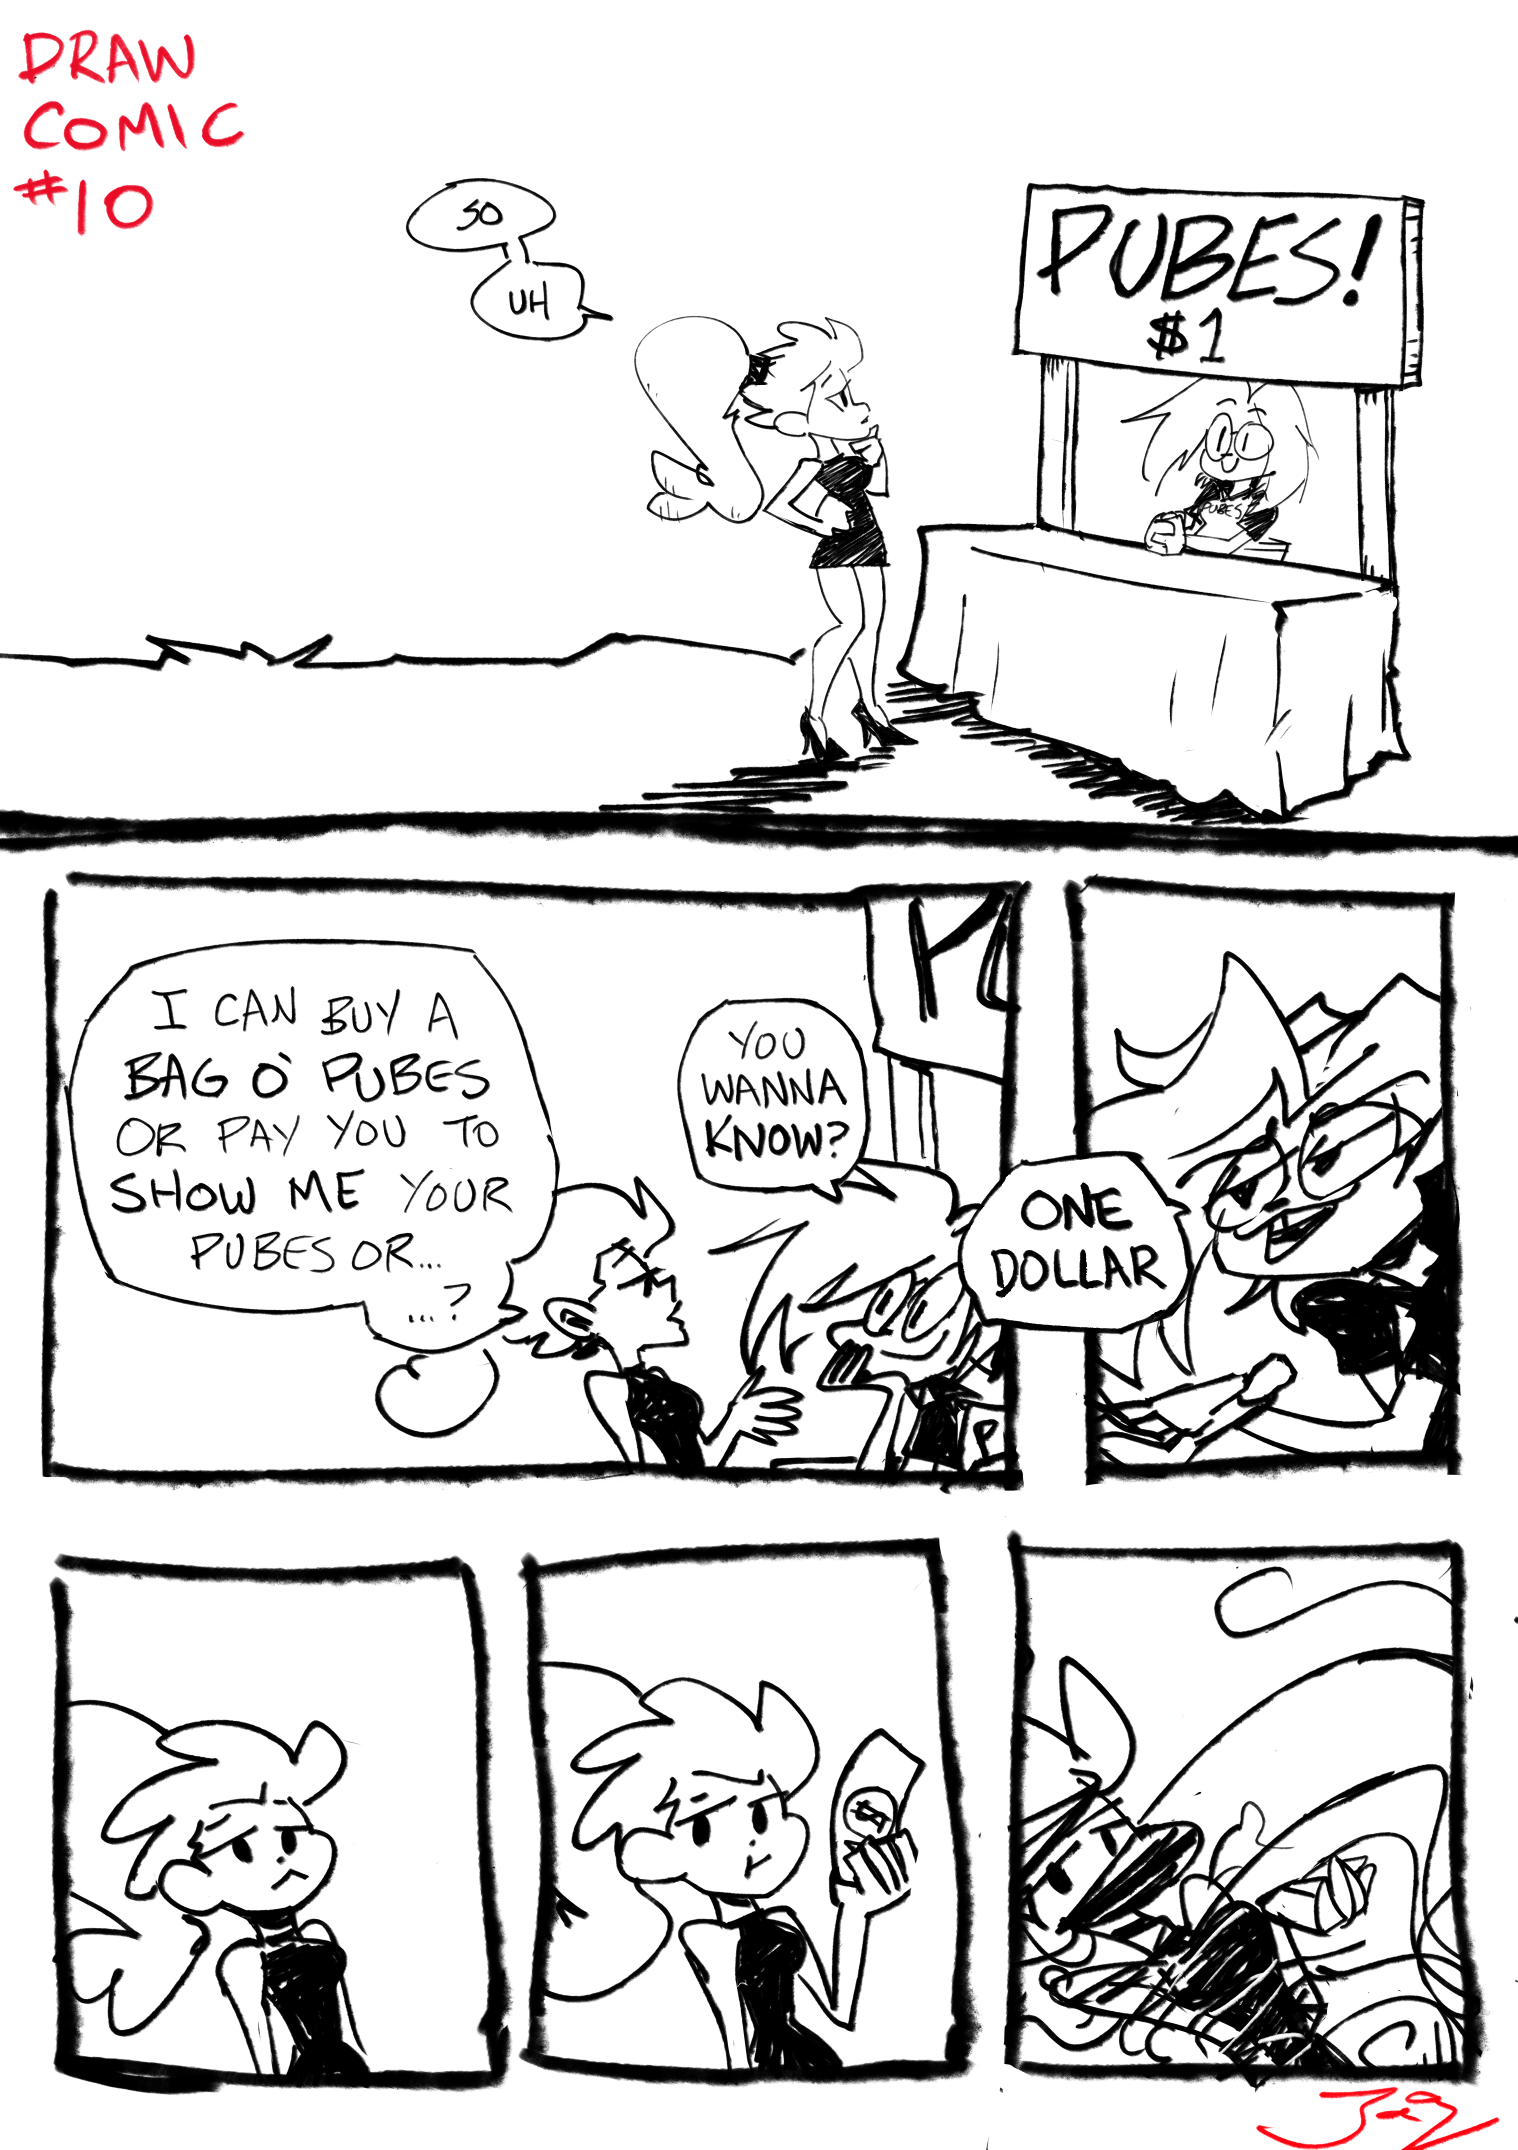 DRAW
COMIC
#10
SO
UH
PUBES!
$1
PUBES
I CAN BUY A
BAG O' PUBES
OR PAY YOU TO
SHOW ME YOUR
PUBES OR...
...?
YOU
WANNA
KNOW?
PU
P
ONE
DOLLAR
$